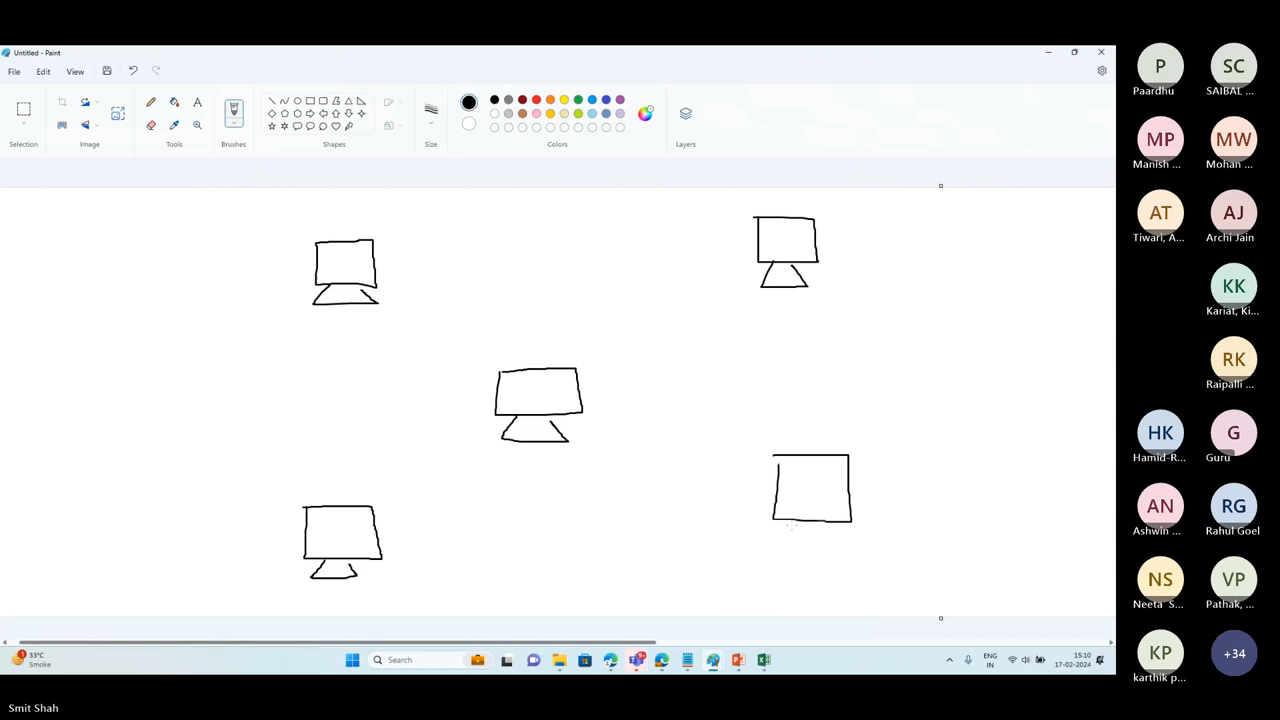 Untitled - Paint
File Edit View
Selection Image Tools Brushes Shapes Size Colors Layers
P SC
Paardhu SAIBAL ...
MP MW
Manish ... Mohan ...
AT AJ
Tiwari, A... Archi Jain
KK
Kariat, Ki...
RK
Raipalli ...
HK G
Hamid-R... Guru
AN RG
Ashwin ... Rahul Goel
NS VP
Neeta S... Pathak, ...
KP +34
karthik p...
1 33°C
Smoke
Search
9+
ENG
IN
15:10
17-02-2024
Smit Shah